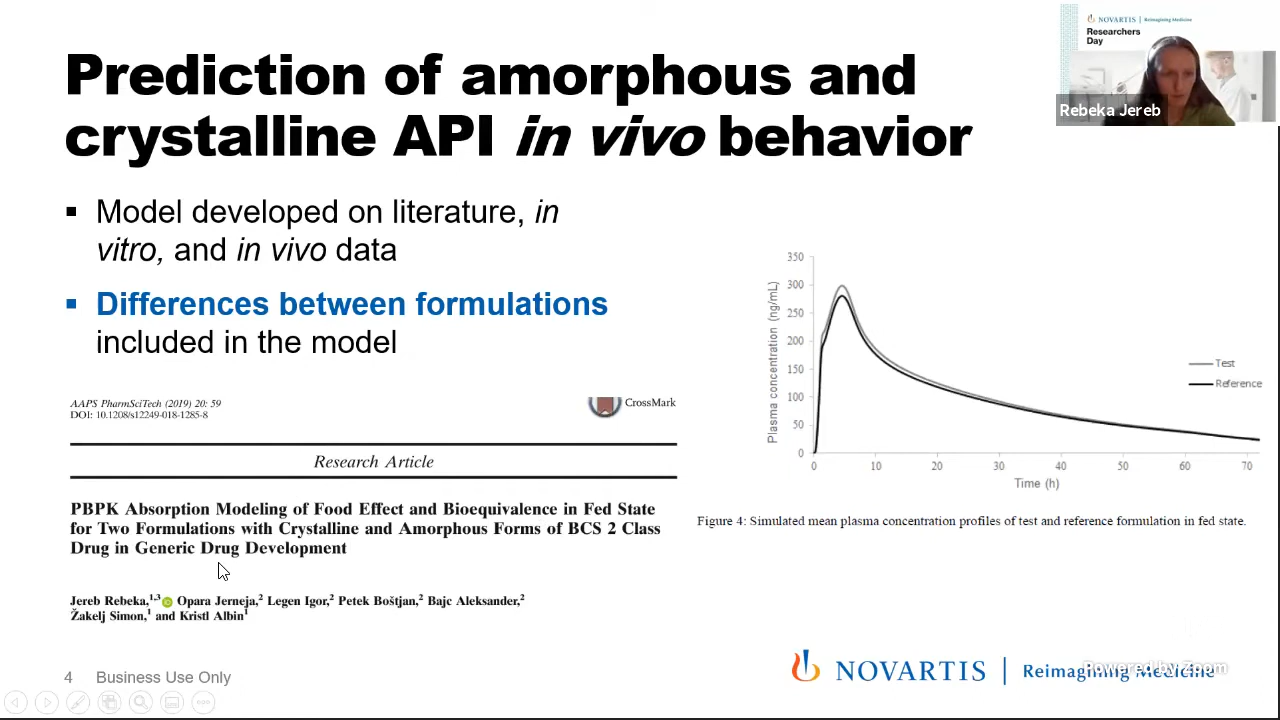 Prediction of amorphous and
crystalline API in vivo behavior
NOVARTIS | Reimagining Medicine
Researchers
Day
Rebeka Jereb
▪ Model developed on literature, in
vitro, and in vivo data
▪ Differences between formulations
included in the model
AAPS PharmSciTech (2019) 20: 59
DOI: 10.1208/s12249-018-1285-8
CrossMark
Research Article
PBPK Absorption Modeling of Food Effect and Bioequivalence in Fed State
for Two Formulations with Crystalline and Amorphous Forms of BCS 2 Class
Drug in Generic Drug Development
Jereb Rebeka,1,3 Opara Jerneja,2 Legen Igor,2 Petek Boštjan,2 Bajc Aleksander,2
Žakelj Simon,1 and Kristl Albin1
Plasma concentration (ng/mL)
350
300
250
200
150
100
50
0
0 10 20 30 40 50 60 70
Time (h)
Test
Reference
Figure 4: Simulated mean plasma concentration profiles of test and reference formulation in fed state.
4 Business Use Only
NOVARTIS | Reimagining Medicine
Powered by Zoom